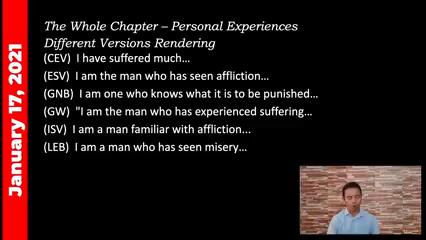 The Whole Chapter – Personal Experiences
Different Versions Rendering
(CEV) I have suffered much…
(ESV) I am the man who has seen affliction…
(GNB) I am one who knows what it is to be punished…
(GW) "I am the man who has experienced suffering…
(ISV) I am a man familiar with affliction...
(LEB) I am a man who has seen misery…
January 17, 2021